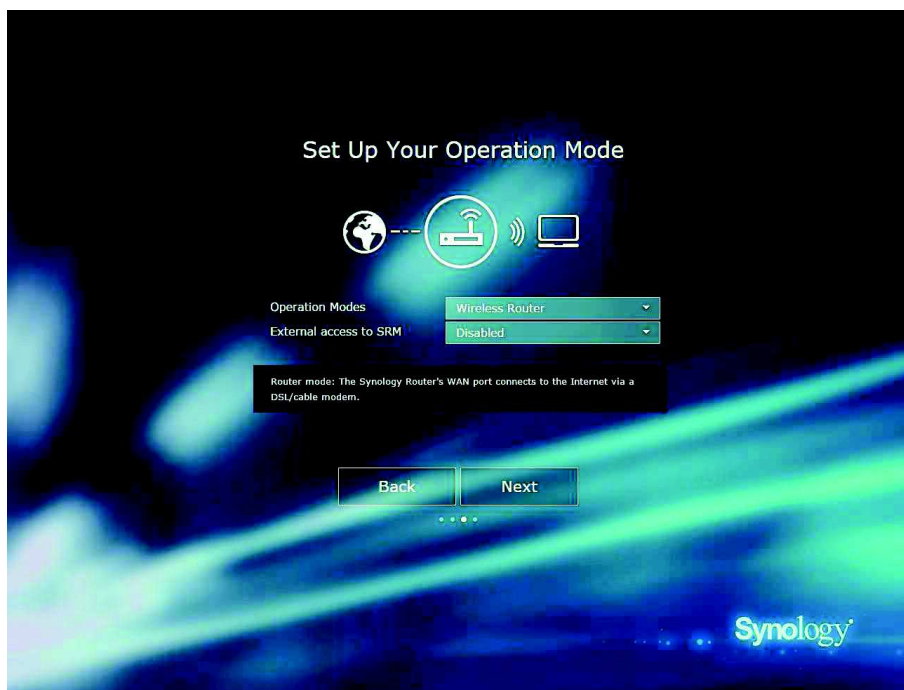 Set Up Your Operation Mode
Operation Modes Wireless Router
External access to SRM Disabled
Router mode: The Synology Router's WAN port connects to the Internet via a
DSL/cable modem.
Back Next
Synology